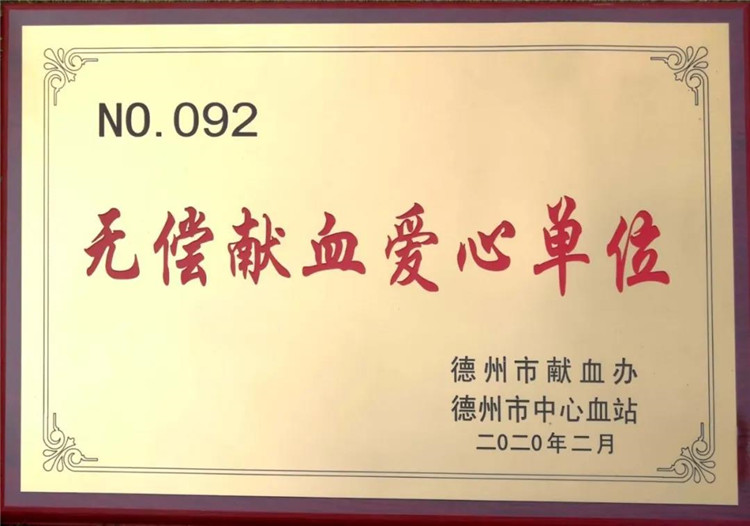 NO.092
无偿献血爱心单位
德州市献血办
德州市中心血站
二0二0年二月